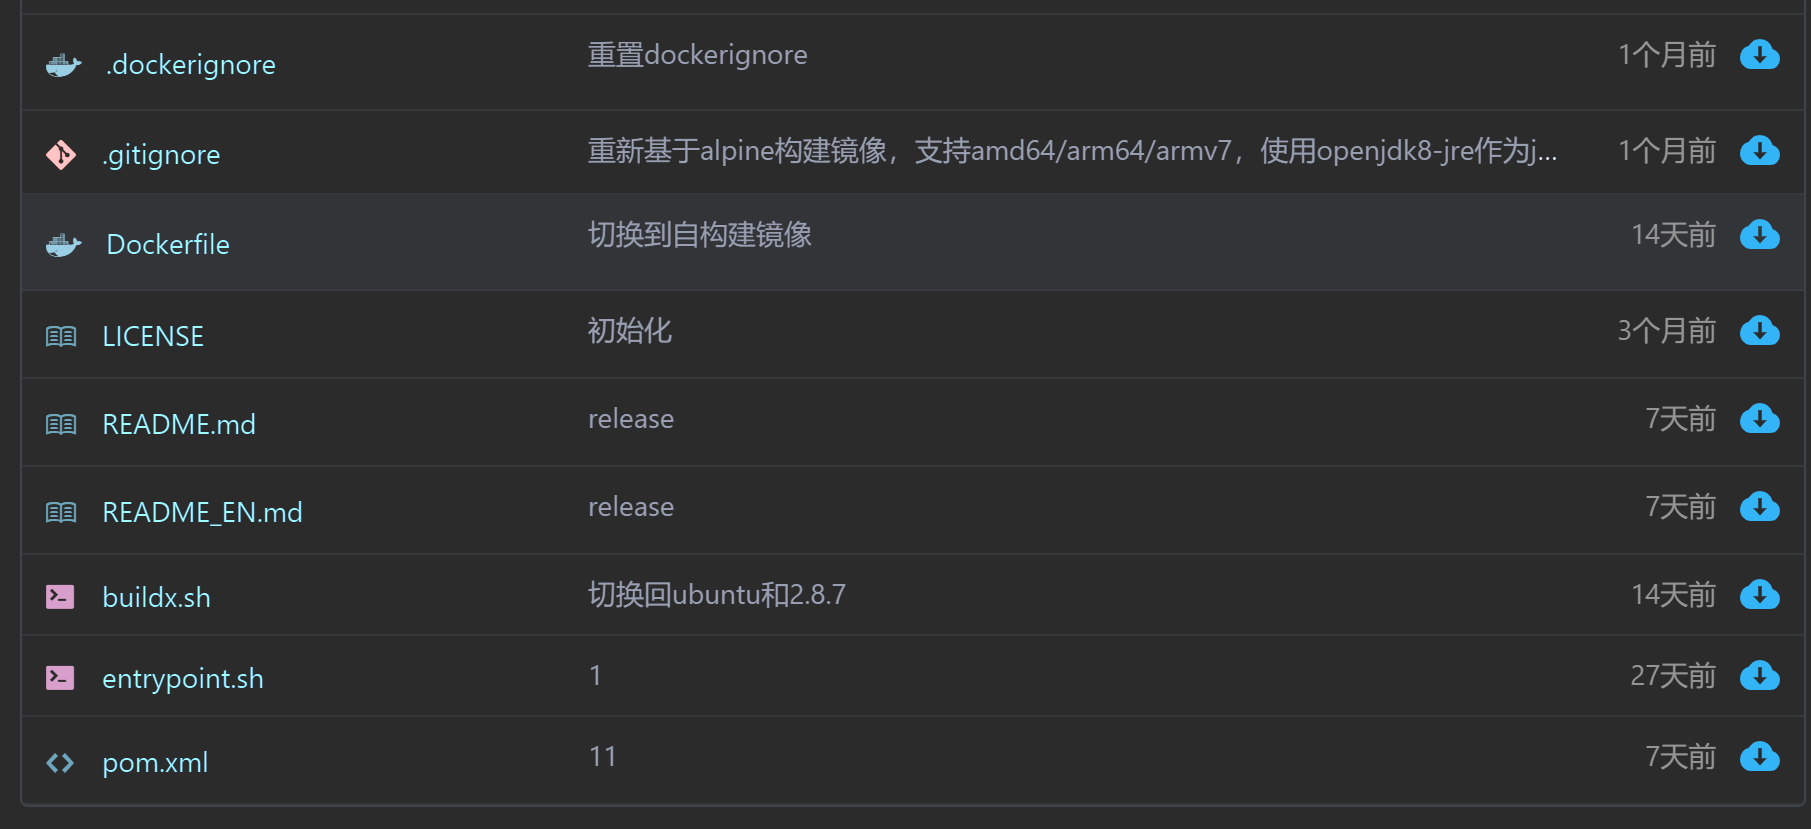 .dockerignore 重置dockerignore 1个月前
.gitignore 重新基于alpine构建镜像，支持amd64/arm64/armv7，使用openjdk8-jre作为j... 1个月前
Dockerfile 切换到自构建镜像 14天前
LICENSE 初始化 3个月前
README.md release 7天前
README_EN.md release 7天前
buildx.sh 切换回ubuntu和2.8.7 14天前
entrypoint.sh 1 27天前
pom.xml 11 7天前